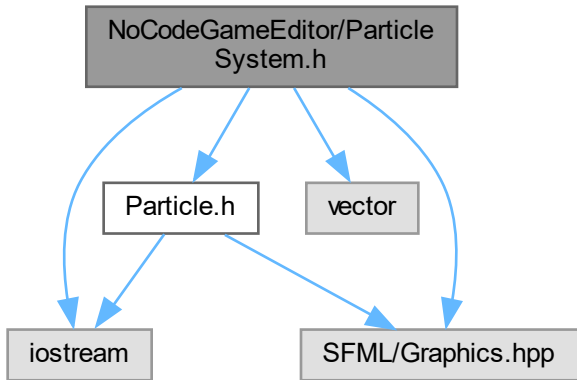 NoCodeGameEditor/Particle
System.h
Particle.h
vector
iostream
SFML/Graphics.hpp